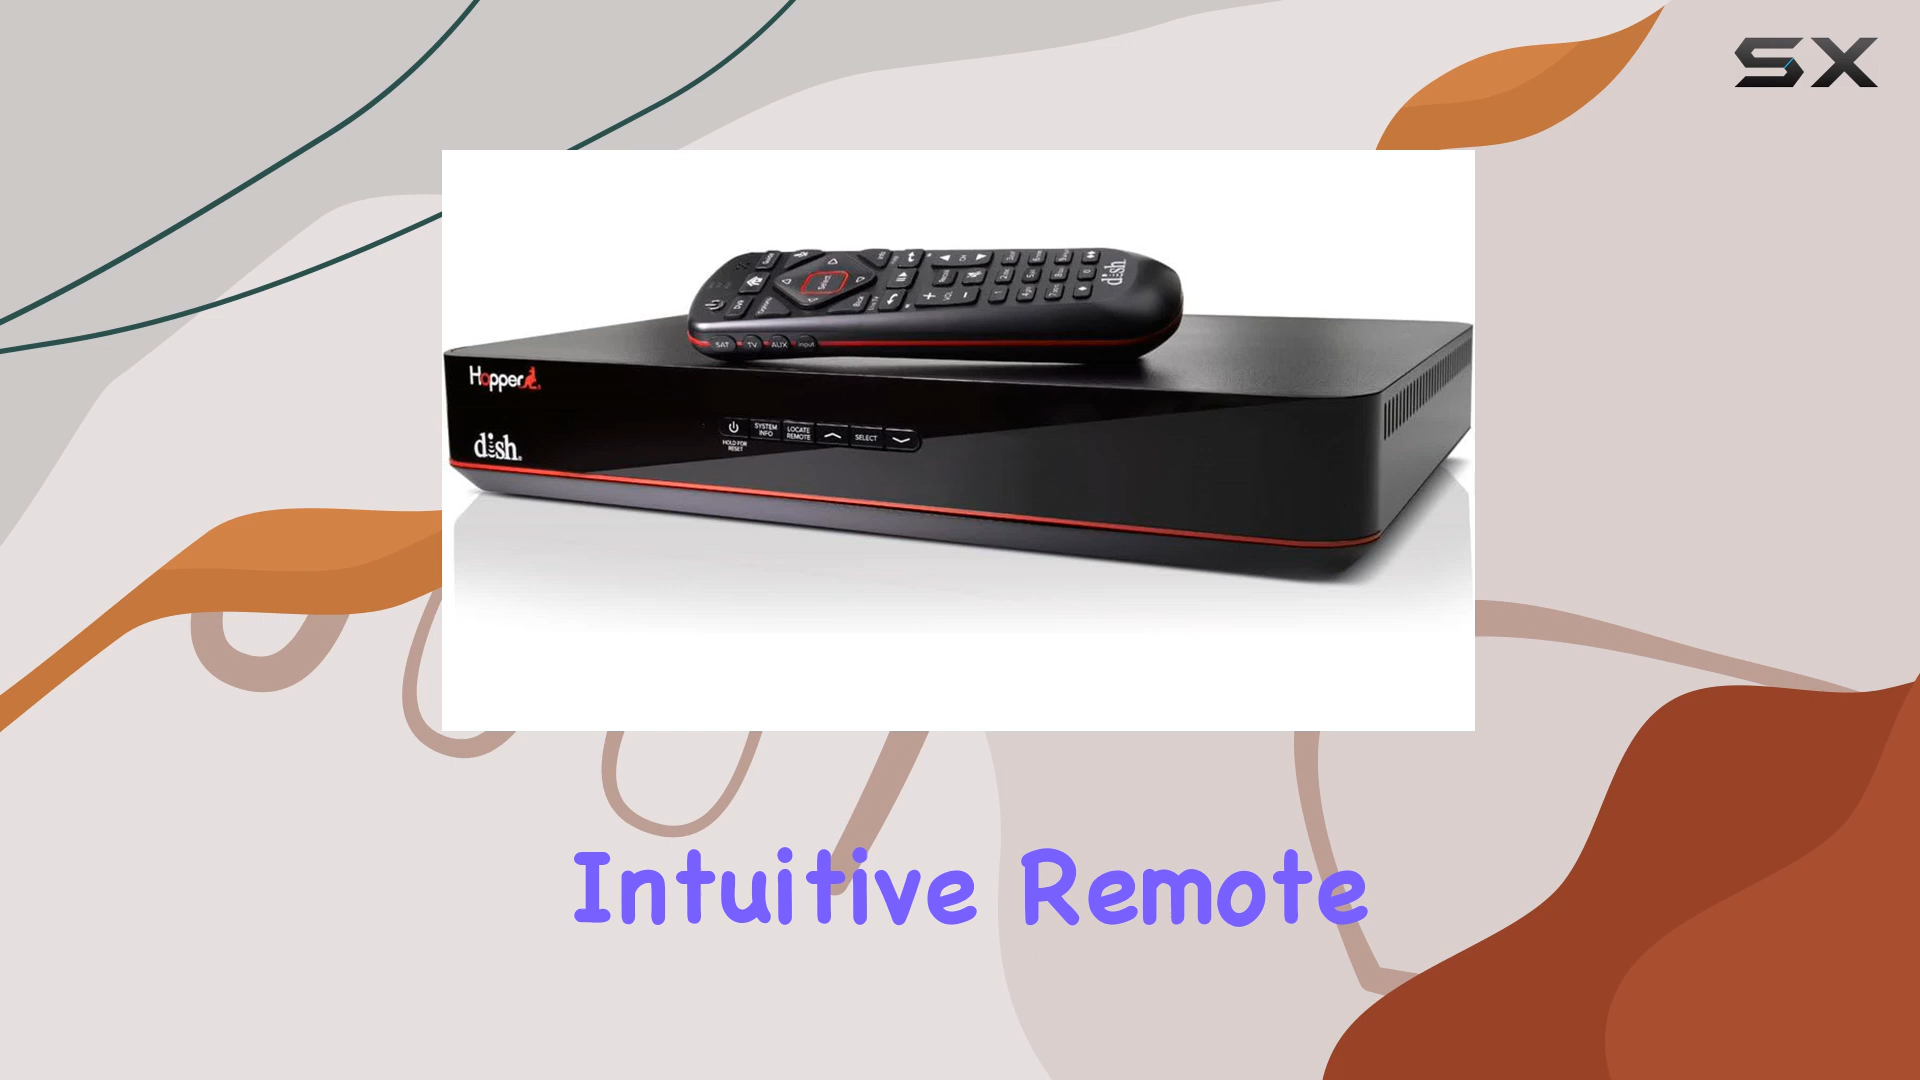 SX
dish
SAT TV AUX Input
Hopper
SYSTEM INFO
LOCATE REMOTE
SELECT
HOLD FOR RESET
dish
Intuitive Remote